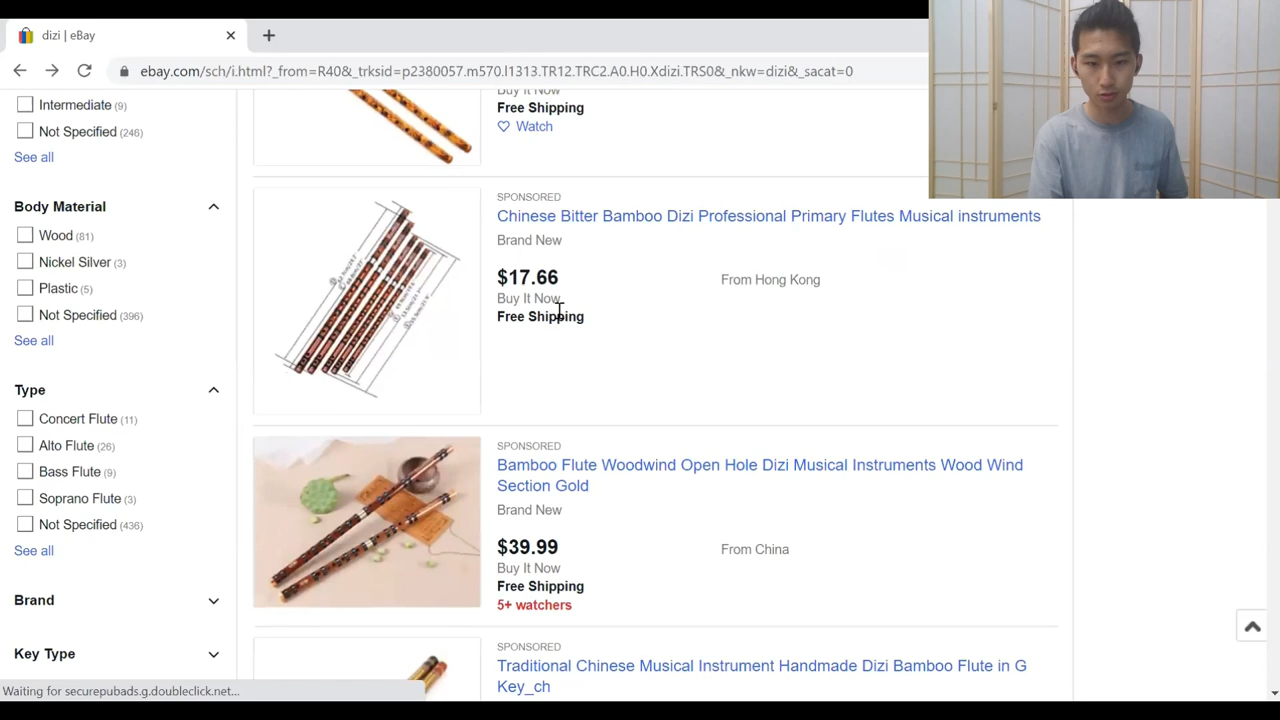 dizi | eBay
ebay.com/sch/i.html?_from=R40&_trksid=p2380057.m570.l1313.TR12.TRC2.A0.H0.Xdizi.TRS0&_nkw=dizi&_sacat=0
Intermediate (9)
Not Specified (246)
See all
Body Material
Wood (81)
Nickel Silver (3)
Plastic (5)
Not Specified (396)
See all
Type
Concert Flute (11)
Alto Flute (26)
Bass Flute (9)
Soprano Flute (3)
Not Specified (436)
See all
Brand
Key Type
Waiting for securepubads.g.doubleclick.net...
Buy It Now
Free Shipping
Watch
SPONSORED
Chinese Bitter Bamboo Dizi Professional Primary Flutes Musical instruments
Brand New
$17.66
From Hong Kong
Buy It Now
Free Shipping
SPONSORED
Bamboo Flute Woodwind Open Hole Dizi Musical Instruments Wood Wind
Section Gold
Brand New
$39.99
From China
Buy It Now
Free Shipping
5+ watchers
SPONSORED
Traditional Chinese Musical Instrument Handmade Dizi Bamboo Flute in G
Key_ch